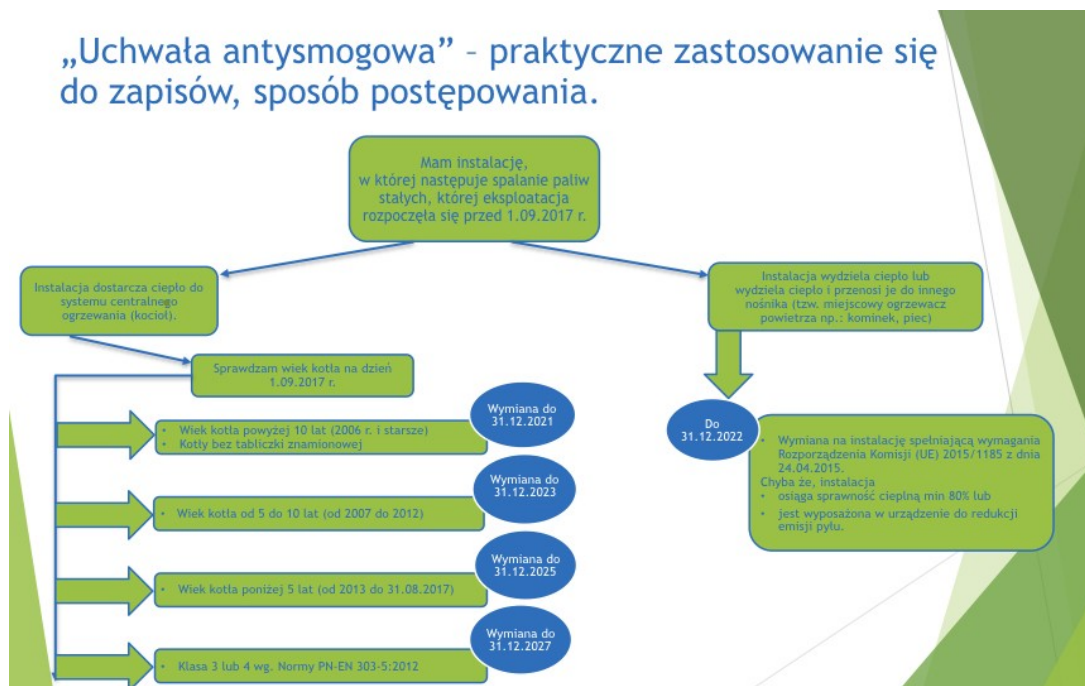 „Uchwała antysmogowa” – praktyczne zastosowanie się
do zapisów, sposób postępowania.
Mam instalację,
w której następuje spalanie paliw
stałych, której eksploatacja
rozpoczęła się przed 1.09.2017 r.
Instalacja dostarcza ciepło do
systemu centralnego
ogrzewania (kocioł).
Instalacja wydziela ciepło lub
wydziela ciepło i przenosi je do innego
nośnika (tzw. miejscowy ogrzewacz
powietrza np.: kominek, piec)
Sprawdzam wiek kotła na dzień
1.09.2017 r.
Wymiana do
31.12.2021
• Wiek kotła powyżej 10 lat (2006 r. i starsze)
• Kotły bez tabliczki znamionowej
Wymiana do
31.12.2023
• Wiek kotła od 5 do 10 lat (od 2007 do 2012)
Wymiana do
31.12.2025
• Wiek kotła poniżej 5 lat (od 2013 do 31.08.2017)
Wymiana do
31.12.2027
• Klasa 3 lub 4 wg. Normy PN-EN 303-5:2012
Do
31.12.2022
• Wymiana na instalację spełniającą wymagania
Rozporządzenia Komisji (UE) 2015/1185 z dnia
24.04.2015.
Chyba że, instalacja
• osiąga sprawność cieplną min 80% lub
• jest wyposażona w urządzenie do redukcji
emisji pyłu.